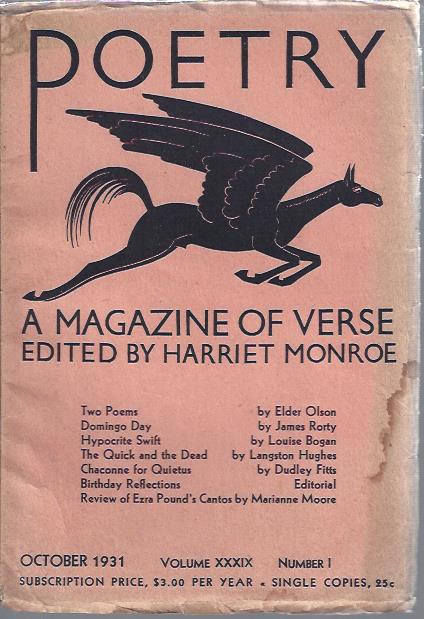 POETRY
A MAGAZINE OF VERSE
EDITED BY HARRIET MONROE
Two Poems by Elder Olson
Domingo Day by James Rorty
Hypocrite Swift by Louise Bogan
The Quick and the Dead by Langston Hughes
Chaconne for Quietus by Dudley Fitts
Birthday Reflections Editorial
Review of Ezra Pound's Cantos by Marianne Moore
OCTOBER 1931 VOLUME XXXIX NUMBER 1
SUBSCRIPTION PRICE, $3.00 PER YEAR • SINGLE COPIES, 25c